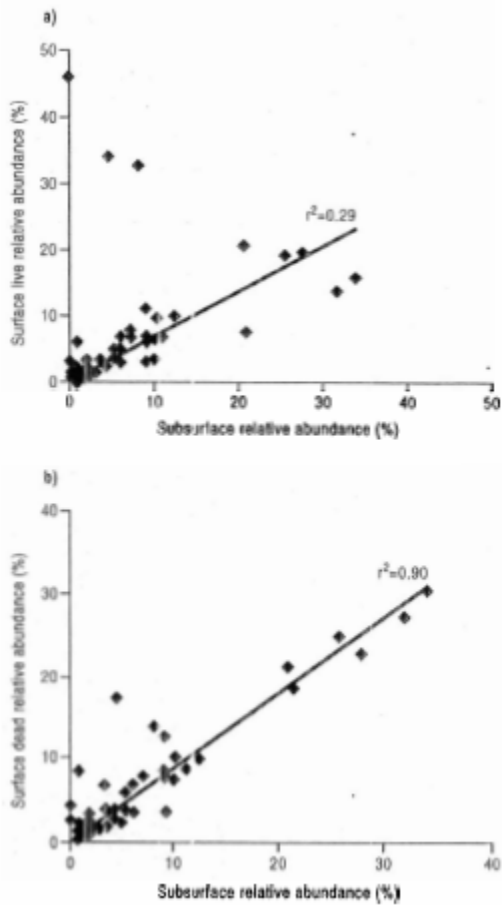 a)
50
40
30
20
10
0
Surface live relative abundance (%)
r²=0.29
0 10 20 30 40 50
Subsurface relative abundance (%)
b)
40
30
20
10
0
Surface dead relative abundance (%)
r²=0.90
0 10 20 30 40
Subsurface relative abundance (%)